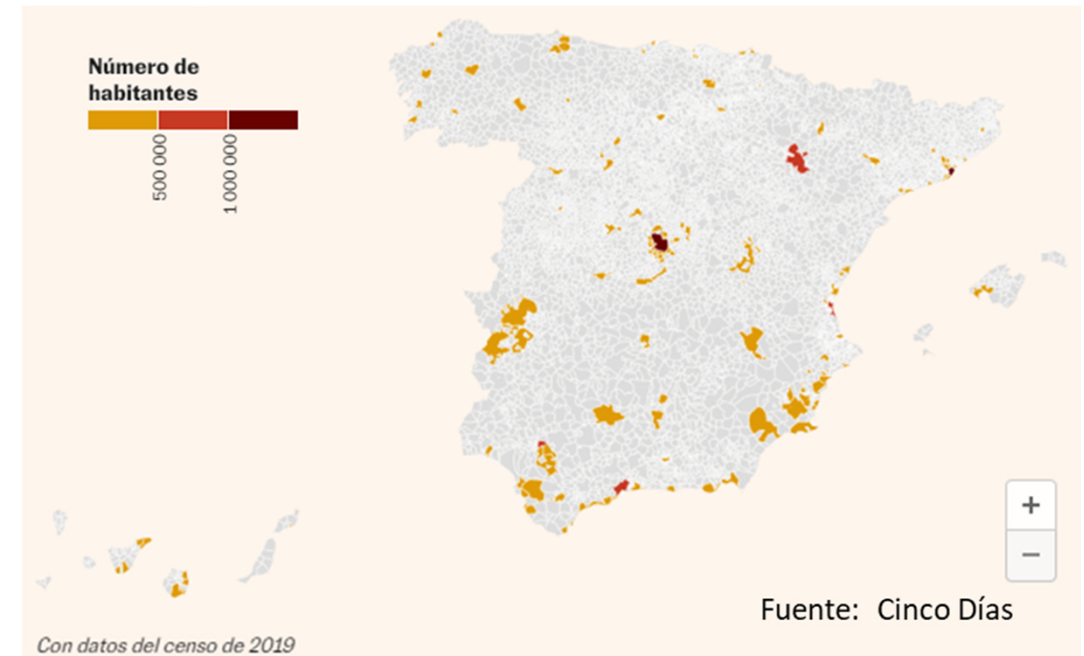 Número de
habitantes
500 000
1 000 000
+
−
Fuente: Cinco Días
Con datos del censo de 2019